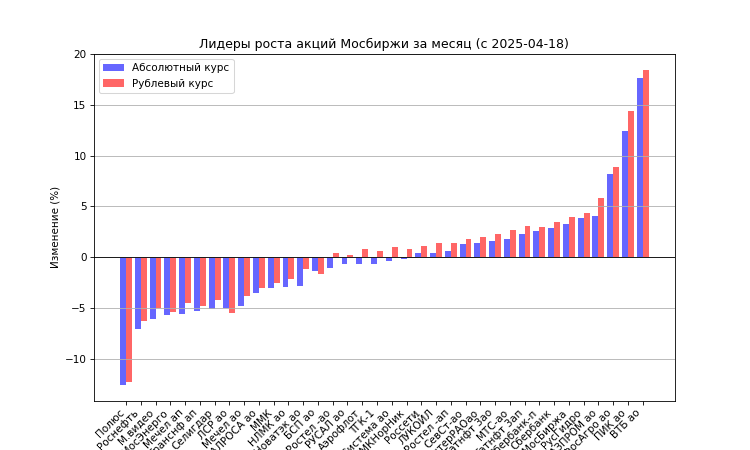 Лидеры роста акций Мосбиржи за месяц (с 2025-04-18)
Абсолютный курс
Рублевый курс
Изменение (%)
20
15
10
5
0
−5
−10
Полюс
Роснефть
М.видео
МосЭнерго
Мечел ап
Транснф ап
Селигдар
ЛСР ао
Мечел ао
АЛРОСА ао
ММК
НЛМК ао
Новатэк ао
БСП ао
Ростел -ао
РУСАЛ ао
Аэрофлот
ТГК-1
Система ао
ГМКНорНик
Россети
ЛУКОЙЛ
Ростел -ап
СевСт-ао
ИнтерРАОао
Татнфт 3ао
МТС-ао
Татнфт 3ап
Сбербанк-п
Сбербанк
МосБиржа
РусГидро
ГАЗПРОМ ао
ФосАгро ао
ПИК ао
ВТБ ао